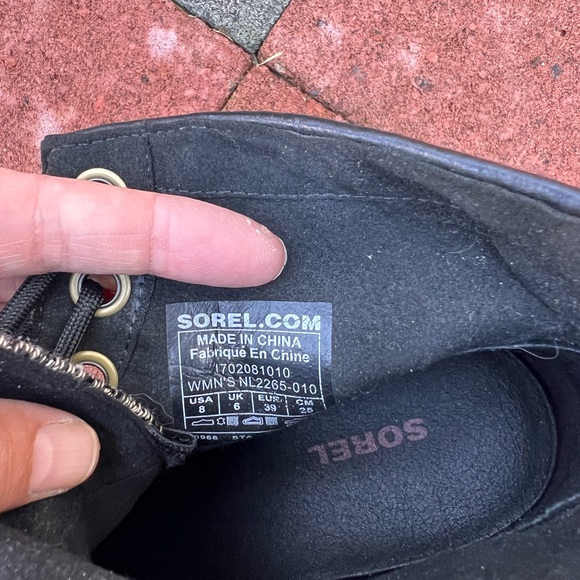 SOREL.COM
MADE IN CHINA
Fabriqué En Chine
1702081010
WMN'S NL2265-010
USA UK EUR CM
8 6 39 25
SOREL